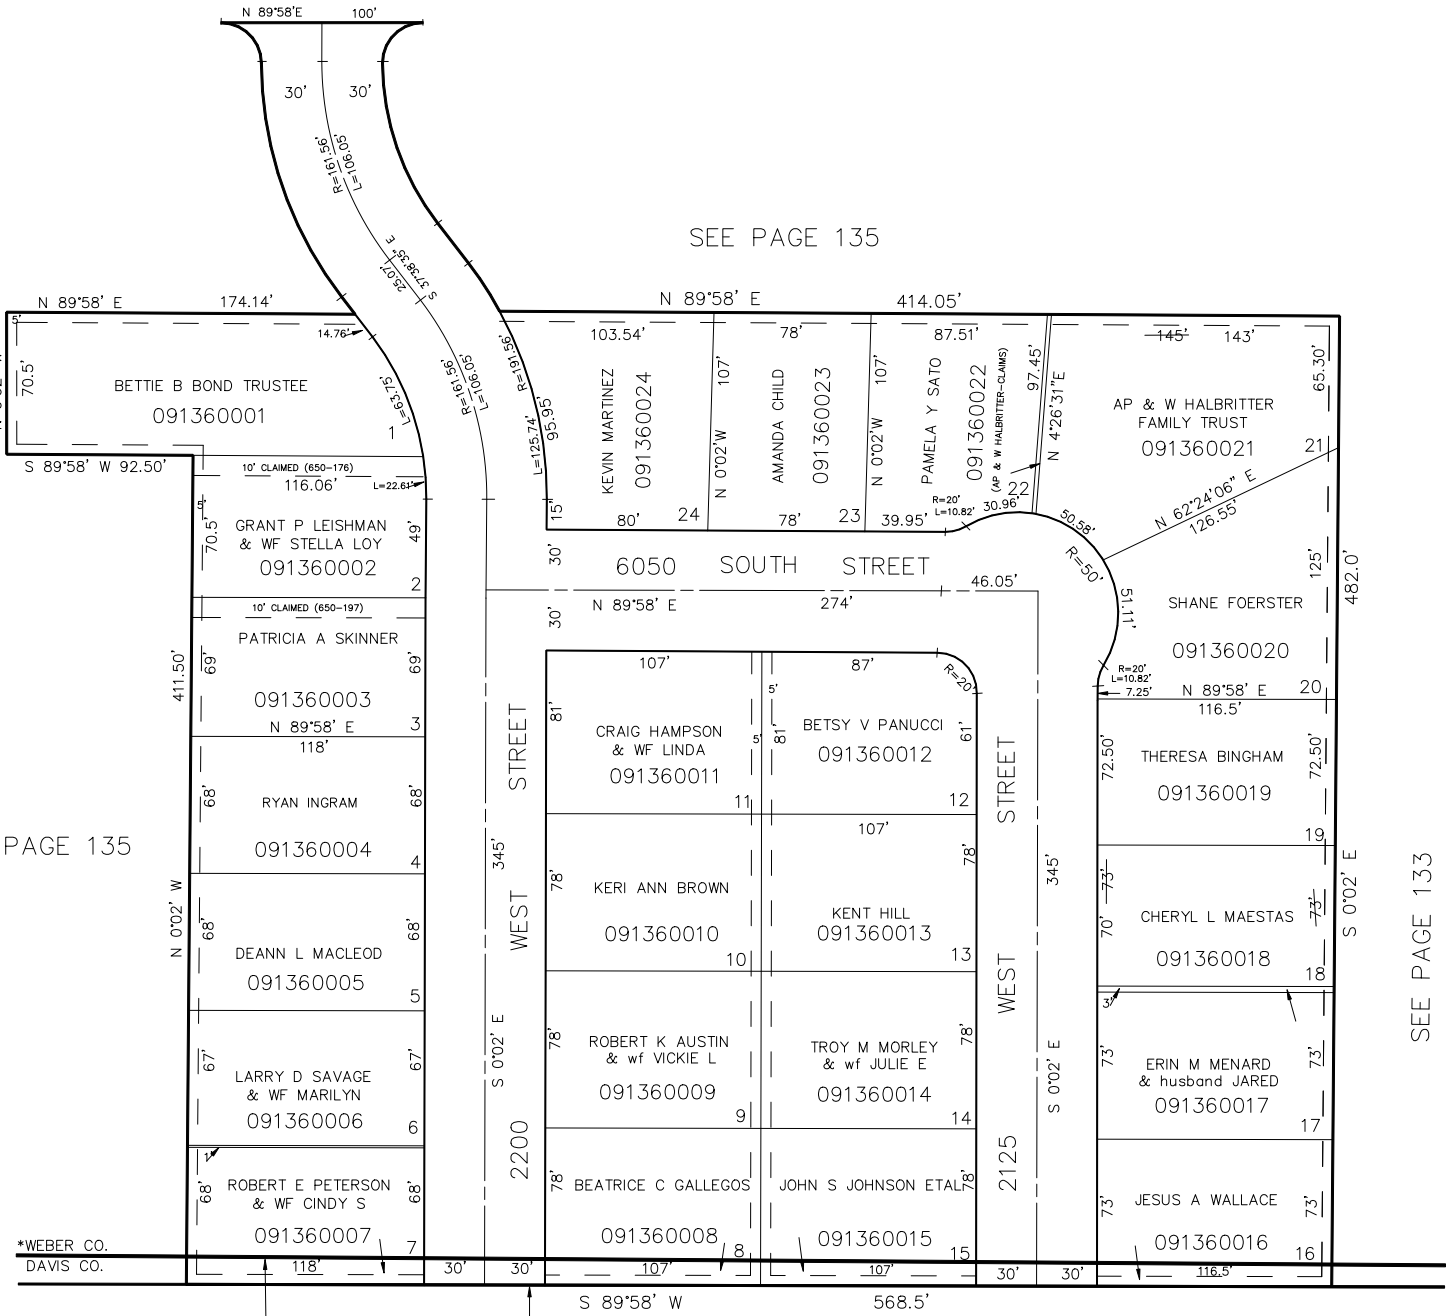 N 89°58'E 100'
30' 30'
R=161.56'
L=106.05'
SEE PAGE 135
S 37°38'35" E
25.07'
N 89°58' E 174.14'
N 89°58' E 414.05'
5'
14.76'
70.5'
BETTIE B BOND TRUSTEE
091360001
1
L=63.75'
R=161.56'
L=106.05'
R=191.56'
L=125.74'
95.95'
103.54'
KEVIN MARTINEZ
091360024
24
80'
15'
107'
N 0°02'W
78'
AMANDA CHILD
091360023
23
78'
107'
N 0°02'W
87.51'
PAMELA Y SATO
091360022
(AP & W HALBRITTER-CLAIMS)
22
R=20'
L=10.82'
39.95'
30.96'
97.45'
N 4°26'31"E
145' 143'
65.30'
AP & W HALBRITTER
FAMILY TRUST
091360021
21
N 62°24'06" E
126.55'
50.58'
R=50'
51.11'
S 89°58' W 92.50'
10' CLAIMED (650-176)
116.06'
L=22.61'
5'
70.5'
49'
GRANT P LEISHMAN
& WF STELLA LOY
091360002
2
30'
6050 SOUTH STREET
46.05'
N 89°58' E 274'
30'
125'
482.0'
SHANE FOERSTER
091360020
20
R=20'
L=10.82'
7.25'
N 89°58' E
116.5'
10' CLAIMED (650-197)
PATRICIA A SKINNER
69' 69'
091360003
3
411.50'
N 89°58' E
118'
107' 87'
R=20'
5'
5'
81' 81' 61'
CRAIG HAMPSON
& WF LINDA
091360011
11
BETSY V PANUCCI
091360012
12
107'
72.50' 72.50'
THERESA BINGHAM
091360019
19
RYAN INGRAM
68' 68'
091360004
4
PAGE 135
345'
78' 78'
KERI ANN BROWN
091360010
10
KENT HILL
091360013
13
345'
73' 73'
70'
CHERYL L MAESTAS
091360018
18
3'
S 0°02' E
SEE PAGE 133
N 0°02' W
68' 68'
DEANN L MACLEOD
091360005
5
S 0°02' E
78' 78'
ROBERT K AUSTIN
& wf VICKIE L
091360009
9
TROY M MORLEY
& wf JULIE E
091360014
14
S 0°02' E
73' 73'
ERIN M MENARD
& husband JARED
091360017
17
67' 67'
LARRY D SAVAGE
& WF MARILYN
091360006
6
2200 WEST STREET
2125 WEST STREET
1'
68' 68'
ROBERT E PETERSON
& WF CINDY S
091360007
7
78' 78'
BEATRICE C GALLEGOS
091360008
8
JOHN S JOHNSON ETAL
091360015
15
73' 73'
JESUS A WALLACE
091360016
16
*WEBER CO.
DAVIS CO.
118' 30' 30' 107' 107' 30' 30' 116.5'
S 89°58' W 568.5'